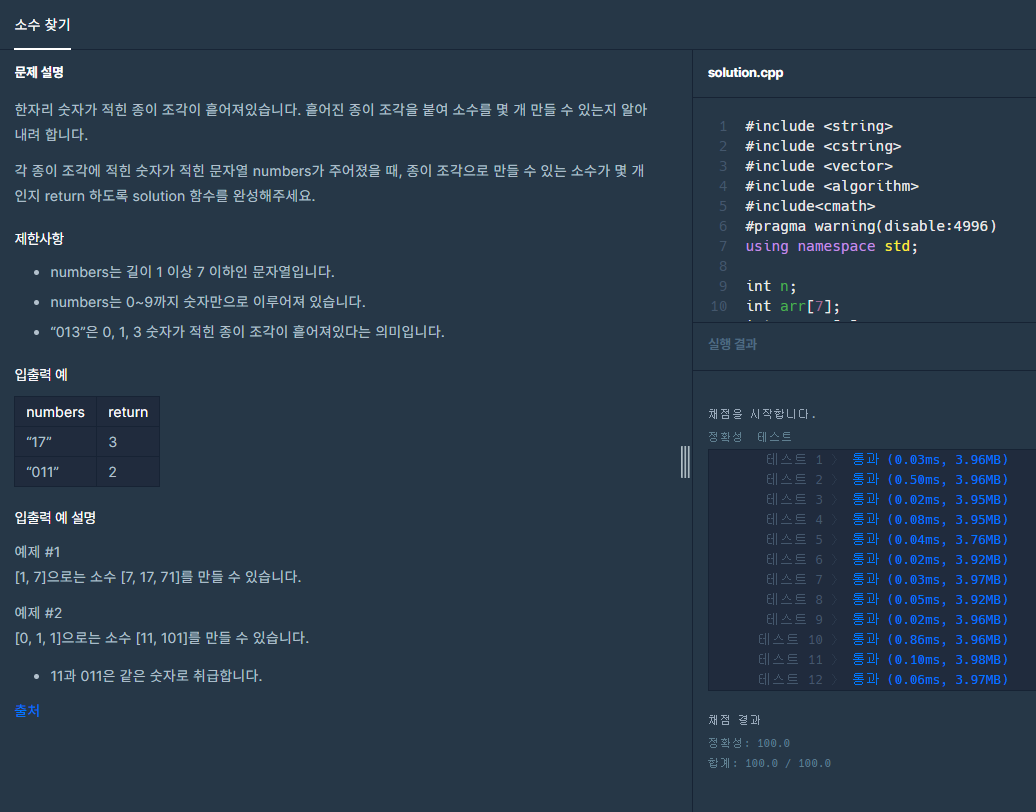 소수 찾기
문제 설명
한자리 숫자가 적힌 종이 조각이 흩어져있습니다. 흩어진 종이 조각을 붙여 소수를 몇 개 만들 수 있는지 알아
내려 합니다.
각 종이 조각에 적힌 숫자가 적힌 문자열 numbers가 주어졌을 때, 종이 조각으로 만들 수 있는 소수가 몇 개
인지 return 하도록 solution 함수를 완성해주세요.
제한사항
• numbers는 길이 1 이상 7 이하인 문자열입니다.
• numbers는 0~9까지 숫자만으로 이루어져 있습니다.
• “013”은 0, 1, 3 숫자가 적힌 종이 조각이 흩어져있다는 의미입니다.
입출력 예
numbers return
“17” 3
“011” 2
입출력 예 설명
예제 #1
[1, 7]으로는 소수 [7, 17, 71]를 만들 수 있습니다.
예제 #2
[0, 1, 1]으로는 소수 [11, 101]를 만들 수 있습니다.
• 11과 011은 같은 숫자로 취급합니다.
출처
solution.cpp
1 #include <string>
2 #include <cstring>
3 #include <vector>
4 #include <algorithm>
5 #include<cmath>
6 #pragma warning(disable:4996)
7 using namespace std;
8
9 int n;
10 int arr[7];
실행 결과
채점을 시작합니다.
정확성 테스트
테스트 1 〉 통과 (0.03ms, 3.96MB)
테스트 2 〉 통과 (0.50ms, 3.96MB)
테스트 3 〉 통과 (0.02ms, 3.95MB)
테스트 4 〉 통과 (0.08ms, 3.95MB)
테스트 5 〉 통과 (0.04ms, 3.76MB)
테스트 6 〉 통과 (0.02ms, 3.92MB)
테스트 7 〉 통과 (0.03ms, 3.97MB)
테스트 8 〉 통과 (0.05ms, 3.92MB)
테스트 9 〉 통과 (0.02ms, 3.96MB)
테스트 10 〉 통과 (0.86ms, 3.96MB)
테스트 11 〉 통과 (0.10ms, 3.98MB)
테스트 12 〉 통과 (0.06ms, 3.97MB)
채점 결과
정확성: 100.0
합계: 100.0 / 100.0